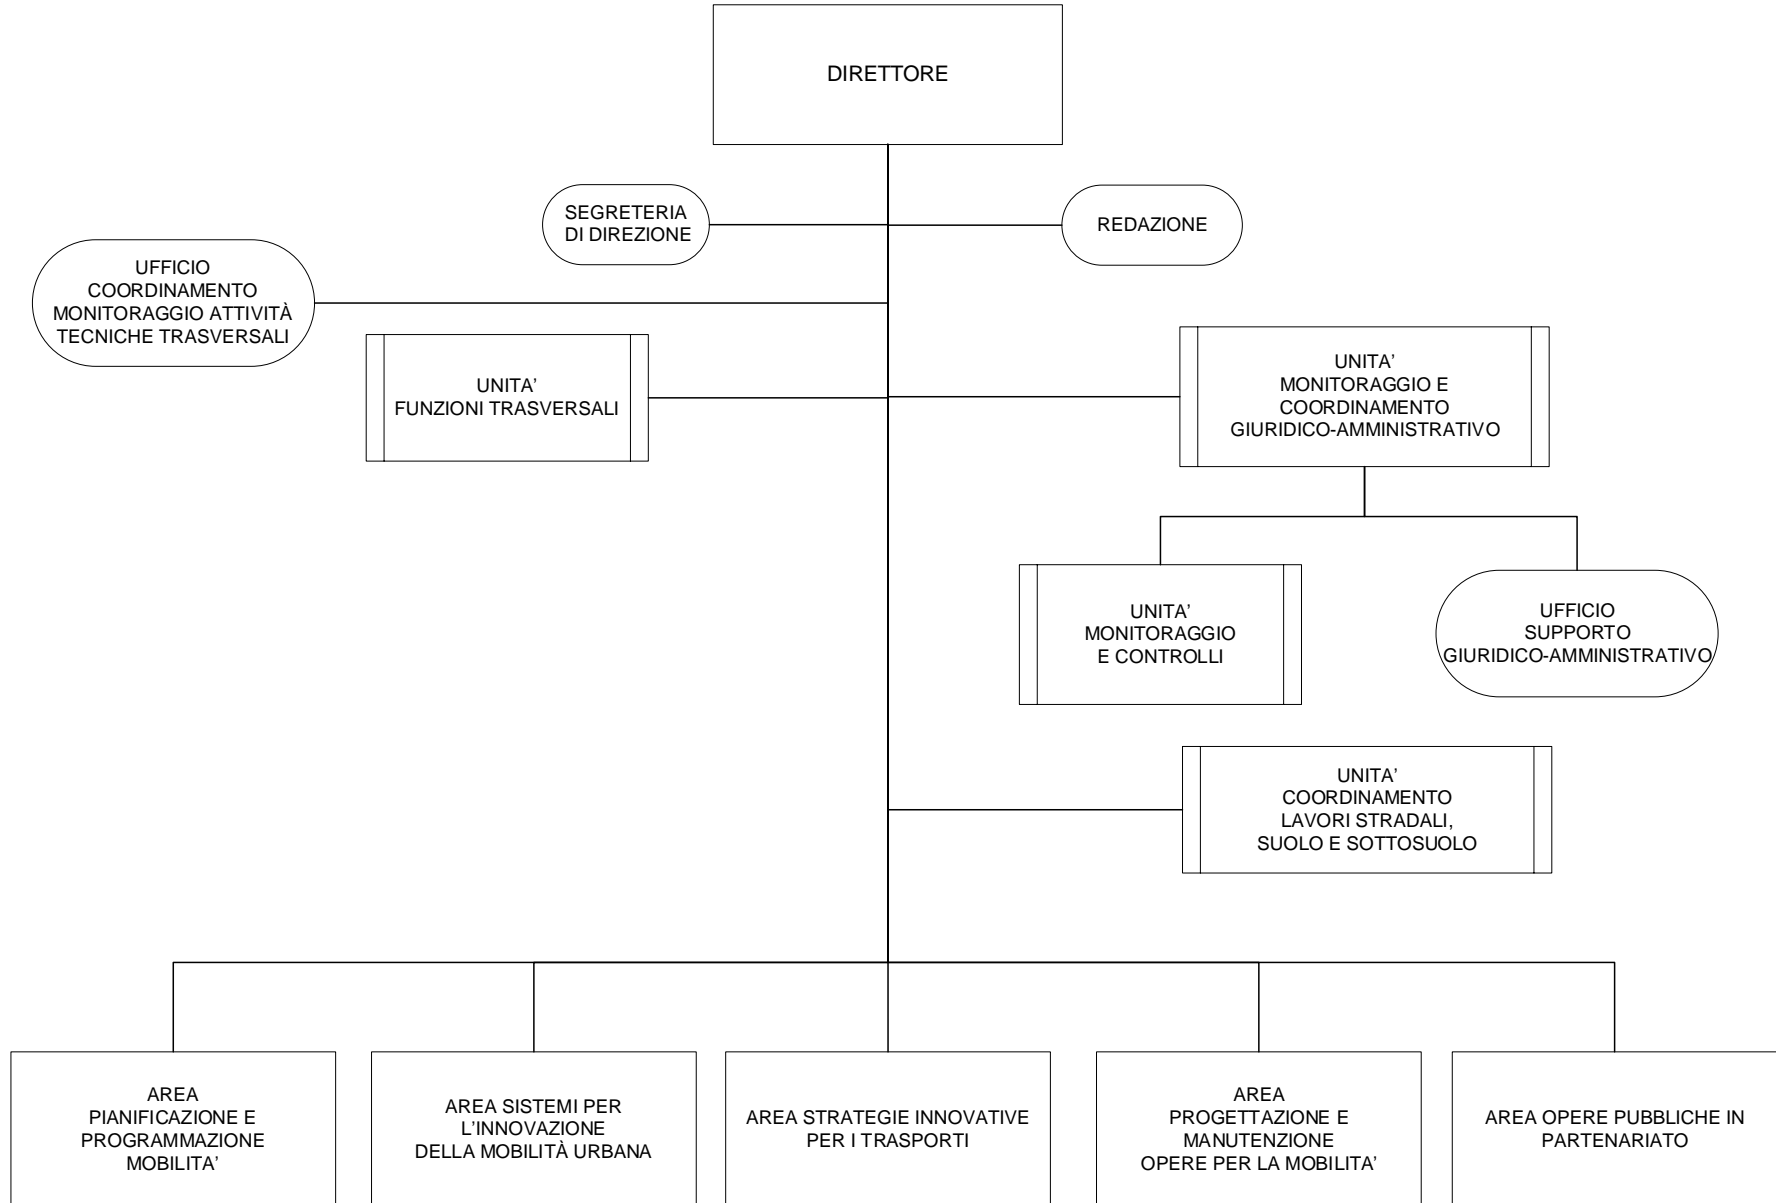 DIRETTORE
SEGRETERIA
DI DIREZIONE
REDAZIONE
UFFICIO
COORDINAMENTO
MONITORAGGIO ATTIVITÀ
TECNICHE TRASVERSALI
UNITA’
FUNZIONI TRASVERSALI
UNITA’
MONITORAGGIO E
COORDINAMENTO
GIURIDICO-AMMINISTRATIVO
UNITA’
MONITORAGGIO
E CONTROLLI
UFFICIO
SUPPORTO
GIURIDICO-AMMINISTRATIVO
UNITA’
COORDINAMENTO
LAVORI STRADALI,
SUOLO E SOTTOSUOLO
AREA
PIANIFICAZIONE E
PROGRAMMAZIONE
MOBILITA’
AREA SISTEMI PER
L’INNOVAZIONE
DELLA MOBILITÀ URBANA
AREA STRATEGIE INNOVATIVE
PER I TRASPORTI
AREA
PROGETTAZIONE E
MANUTENZIONE
OPERE PER LA MOBILITA’
AREA OPERE PUBBLICHE IN
PARTENARIATO